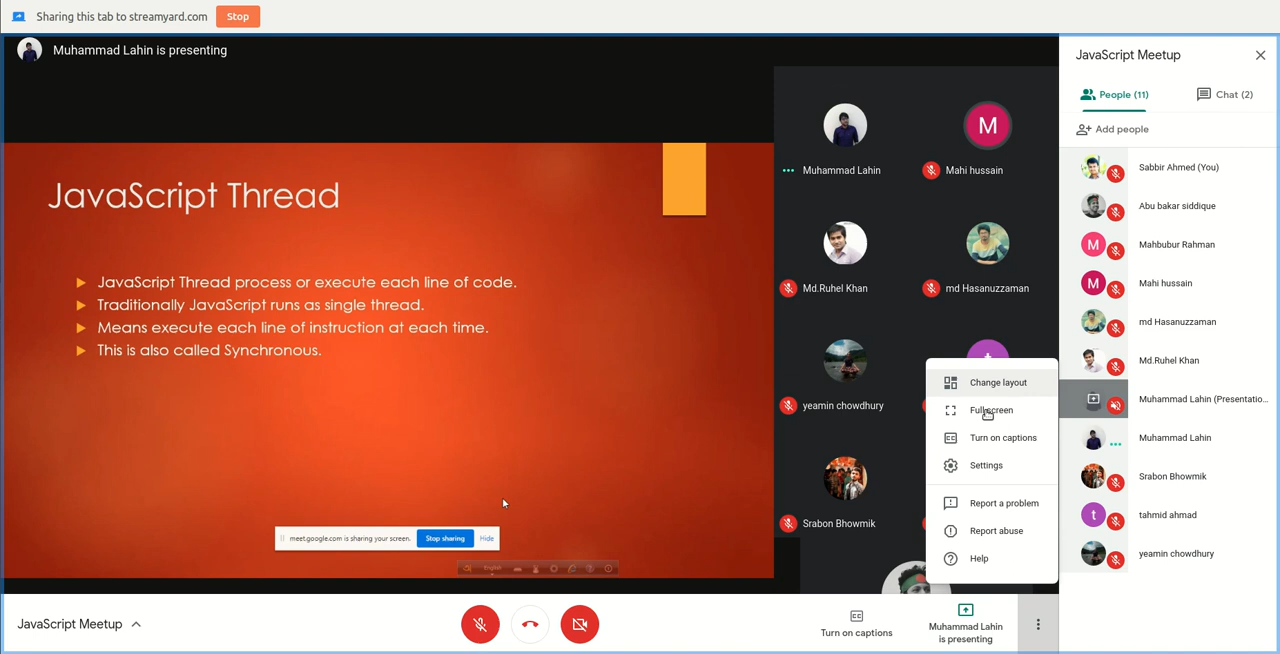 Sharing this tab to streamyard.com
Stop
Muhammad Lahin is presenting
JavaScript Thread
JavaScript Thread process or execute each line of code.
Traditionally JavaScript runs as single thread.
Means execute each line of instruction at each time.
This is also called Synchronous.
meet.google.com is sharing your screen.
Stop sharing
Hide
English
Muhammad Lahin
M
Mahi hussain
Md.Ruhel Khan
md Hasanuzzaman
yeamin chowdhury
t
Srabon Bhowmik
Change layout
Fullscreen
Turn on captions
Settings
Report a problem
Report abuse
Help
JavaScript Meetup
Turn on captions
Muhammad Lahin
is presenting
JavaScript Meetup
People (11)
Chat (2)
Add people
Sabbir Ahmed (You)
Abu bakar siddique
M
Mahbubur Rahman
M
Mahi hussain
md Hasanuzzaman
Md.Ruhel Khan
Muhammad Lahin (Presentatio...
Muhammad Lahin
Srabon Bhowmik
t
tahmid ahmad
yeamin chowdhury